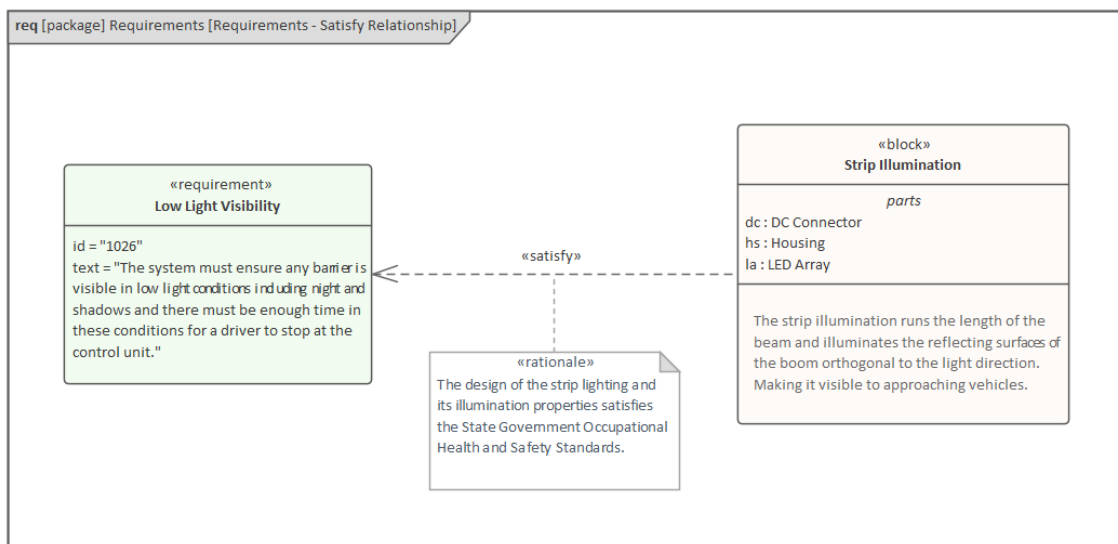 req [package] Requirements [Requirements - Satisfy Relationship]
«requirement»
Low Light Visibility
id = "1026"
text = "The system must ensure any barrier is
visible in low light conditions including night and
shadows and there must be enough time in
these conditions for a driver to stop at the
control unit."
«satisfy»
«rationale»
The design of the strip lighting and
its illumination properties satisfies
the State Government Occupational
Health and Safety Standards.
«block»
Strip Illumination
parts
dc : DC Connector
hs : Housing
la : LED Array
The strip illumination runs the length of the
beam and illuminates the reflecting surfaces of
the boom orthogonal to the light direction.
Making it visible to approaching vehicles.